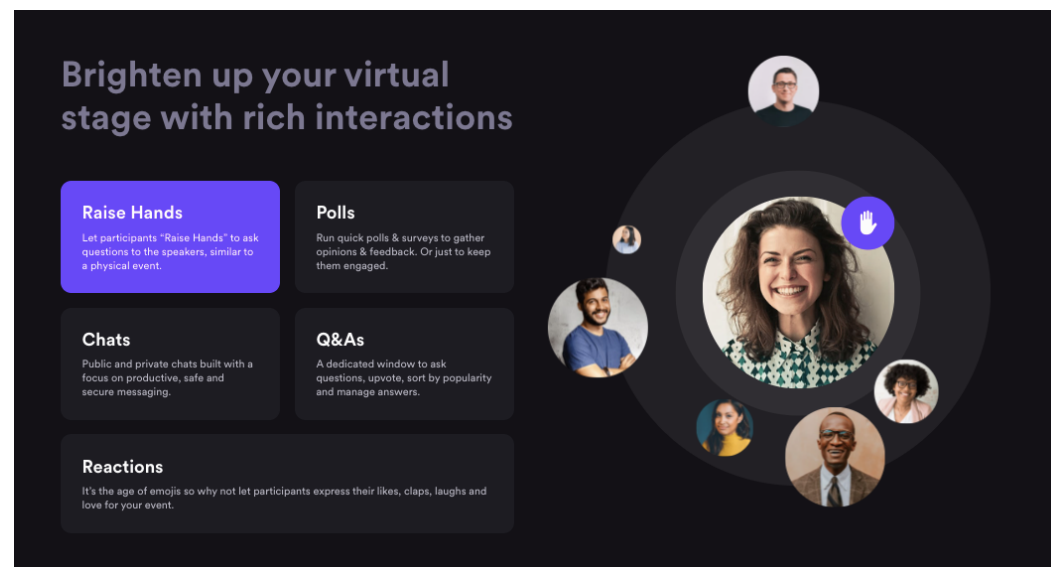 Brighten up your virtual
stage with rich interactions
Raise Hands
Let participants “Raise Hands” to ask
questions to the speakers, similar to
a physical event.
Polls
Run quick polls & surveys to gather
opinions & feedback. Or just to keep
them engaged.
Chats
Public and private chats built with a
focus on productive, safe and
secure messaging.
Q&As
A dedicated window to ask
questions, upvote, sort by popularity
and manage answers.
Reactions
It’s the age of emojis so why not let participants express their likes, claps, laughs and
love for your event.